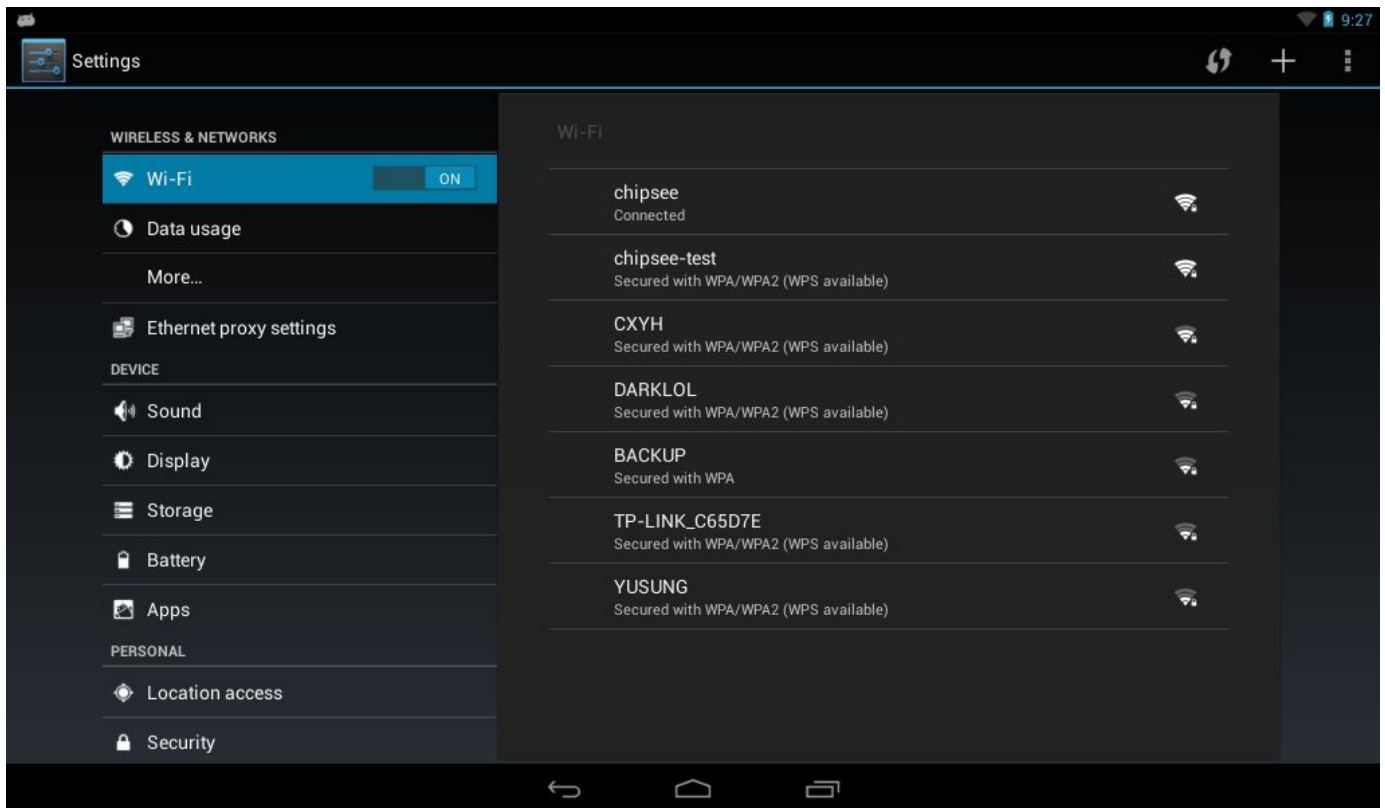 9:27
Settings
WIRELESS & NETWORKS
Wi-Fi
ON
Data usage
More...
Ethernet proxy settings
DEVICE
Sound
Display
Storage
Battery
Apps
PERSONAL
Location access
Security
Wi-Fi
chipsee
Connected
chipsee-test
Secured with WPA/WPA2 (WPS available)
CXYH
Secured with WPA/WPA2 (WPS available)
DARKLOL
Secured with WPA/WPA2 (WPS available)
BACKUP
Secured with WPA
TP-LINK_C65D7E
Secured with WPA/WPA2 (WPS available)
YUSUNG
Secured with WPA/WPA2 (WPS available)